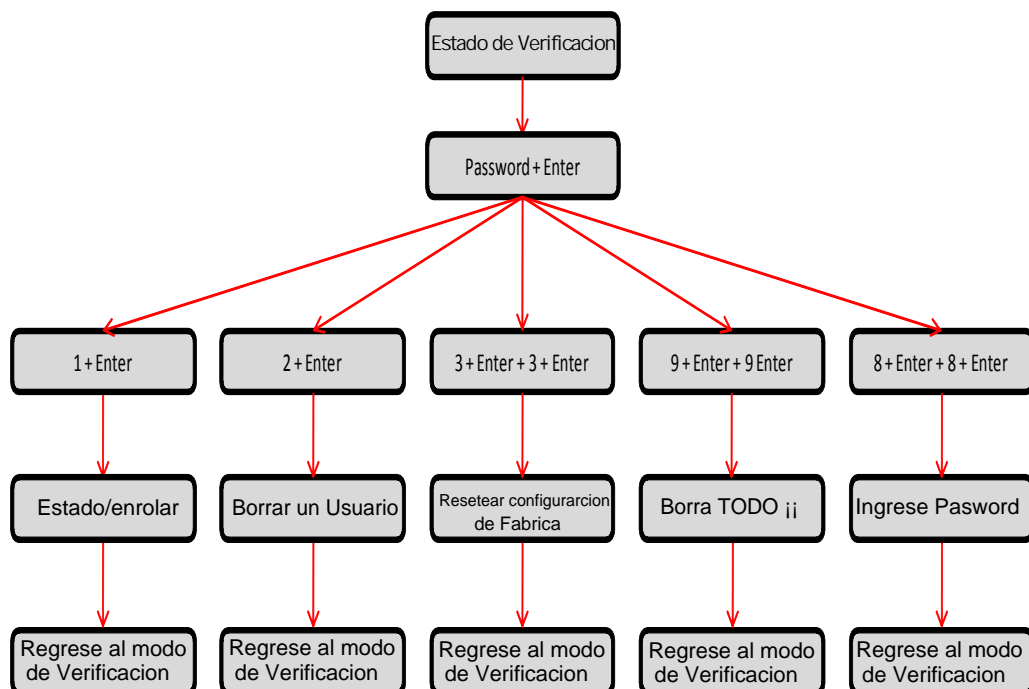 Estado de Verificacion
Password + Enter
1 + Enter
2 + Enter
3 + Enter + 3 + Enter
9 + Enter + 9 Enter
8 + Enter + 8 + Enter
Estado/enrolar
Borrar un Usuario
Resetear configurarcion
de Fabrica
Borra TODO ¡¡
Ingrese Pasword
Regrese al modo
de Verificacion
Regrese al modo
de Verificacion
Regrese al modo
de Verificacion
Regrese al modo
de Verificacion
Regrese al modo
de Verificacion